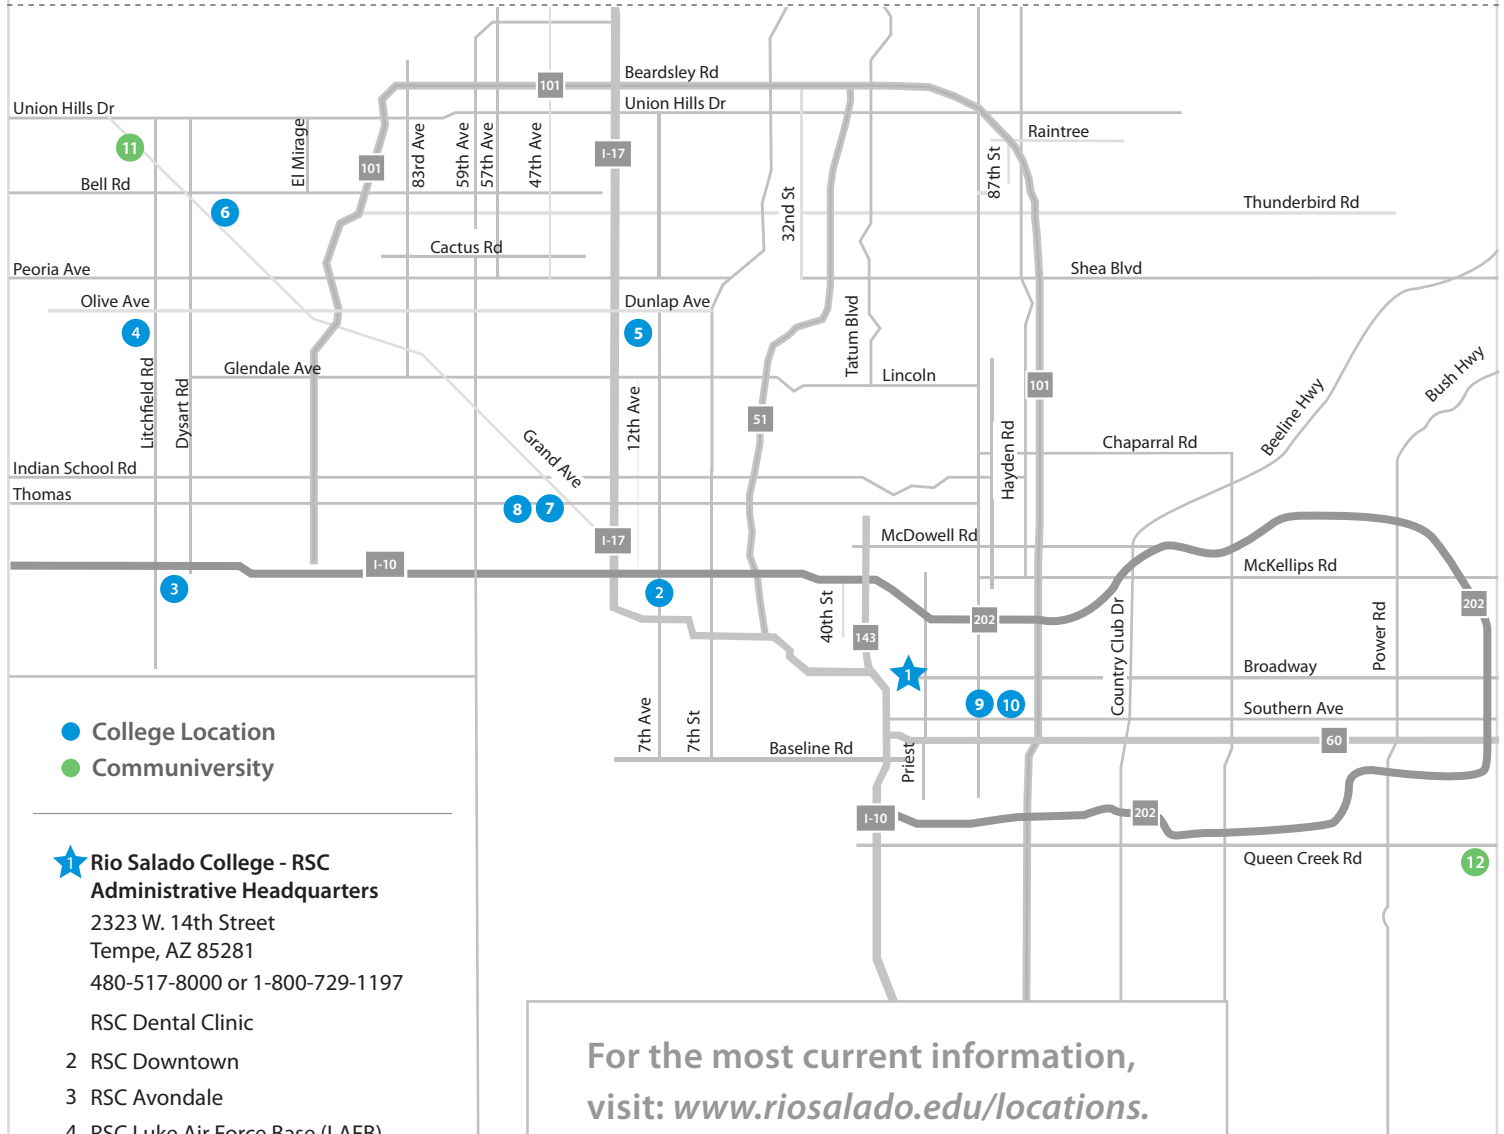 Beardsley Rd
101
Union Hills Dr
Union Hills Dr
Raintree
11
El Mirage
83rd Ave
59th Ave
57th Ave
47th Ave
I-17
87th St
101
Bell Rd
6
32nd St
Thunderbird Rd
Cactus Rd
Peoria Ave
Shea Blvd
Olive Ave
Dunlap Ave
4
5
Tatum Blvd
Litchfield Rd
Dysart Rd
Glendale Ave
Lincoln
101
Bush Hwy
Beeline Hwy
12th Ave
51
Grand Ave
Hayden Rd
Chaparral Rd
Indian School Rd
Thomas
8
7
I-17
McDowell Rd
I-10
McKellips Rd
3
2
40th St
202
202
143
Country Club Dr
Power Rd
1
Broadway
9
10
Southern Ave
7th Ave
7th St
Baseline Rd
Priest
60
I-10
202
Queen Creek Rd
12
College Location
Communiversity
1 Rio Salado College - RSC
Administrative Headquarters
2323 W. 14th Street
Tempe, AZ 85281
480-517-8000 or 1-800-729-1197
RSC Dental Clinic
2 RSC Downtown
3 RSC Avondale
4 RSC Luke Air Force Base (LAFB)
For the most current information,
visit: www.riosalado.edu/locations.